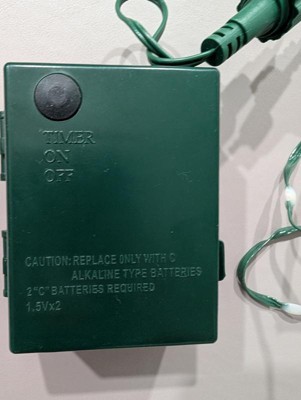 TIMER
ON
OFF
CAUTION: REPLACE ONLY WITH C
ALKALINE TYPE BATTERIES
2"C" BATTERIES REQUIRED
1.5Vx2